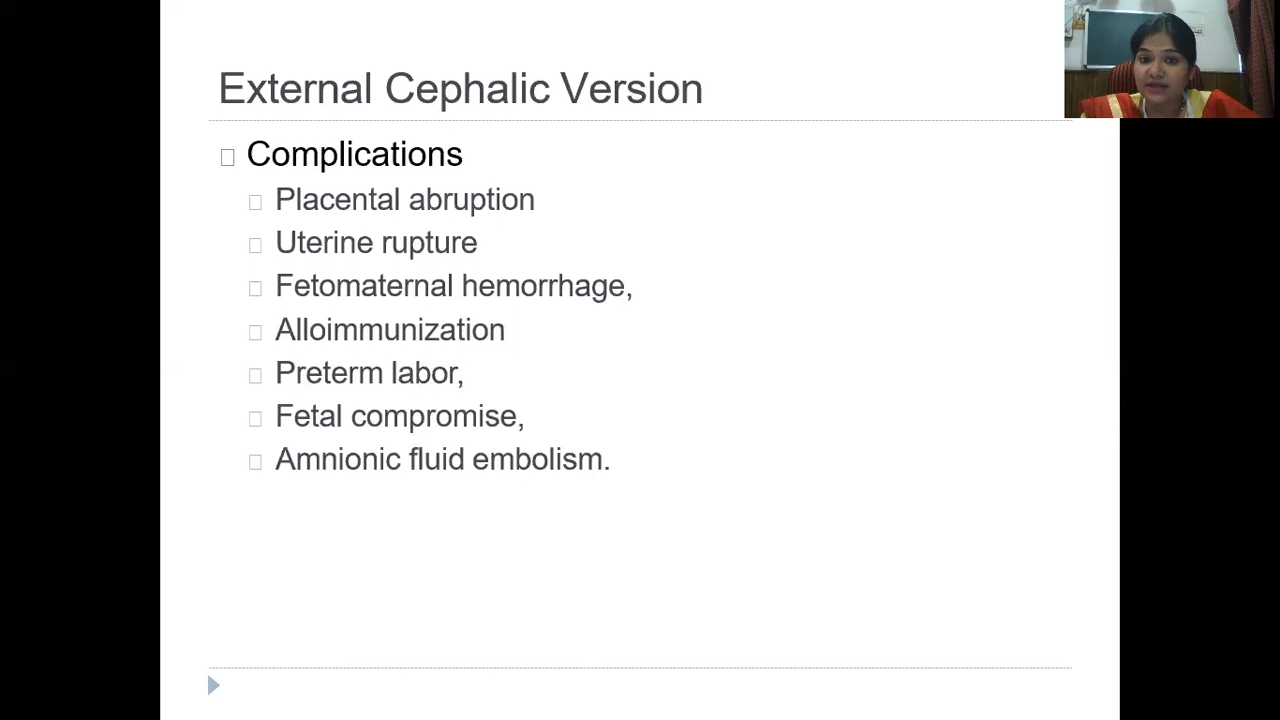 External Cephalic Version
Complications
Placental abruption
Uterine rupture
Fetomaternal hemorrhage,
Alloimmunization
Preterm labor,
Fetal compromise,
Amnionic fluid embolism.